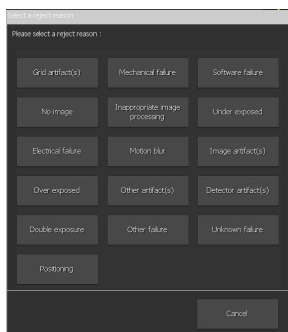 Select a reject reason
Please select a reject reason :
Grid artifact(s)
Mechanical failure
Software failure
No image
Inappropriate image
processing
Under exposed
Electrical failure
Motion blur
Image artifact(s)
Over exposed
Other artifact(s)
Detector artifact(s)
Double exposure
Other failure
Unknown failure
Positioning
Cancel